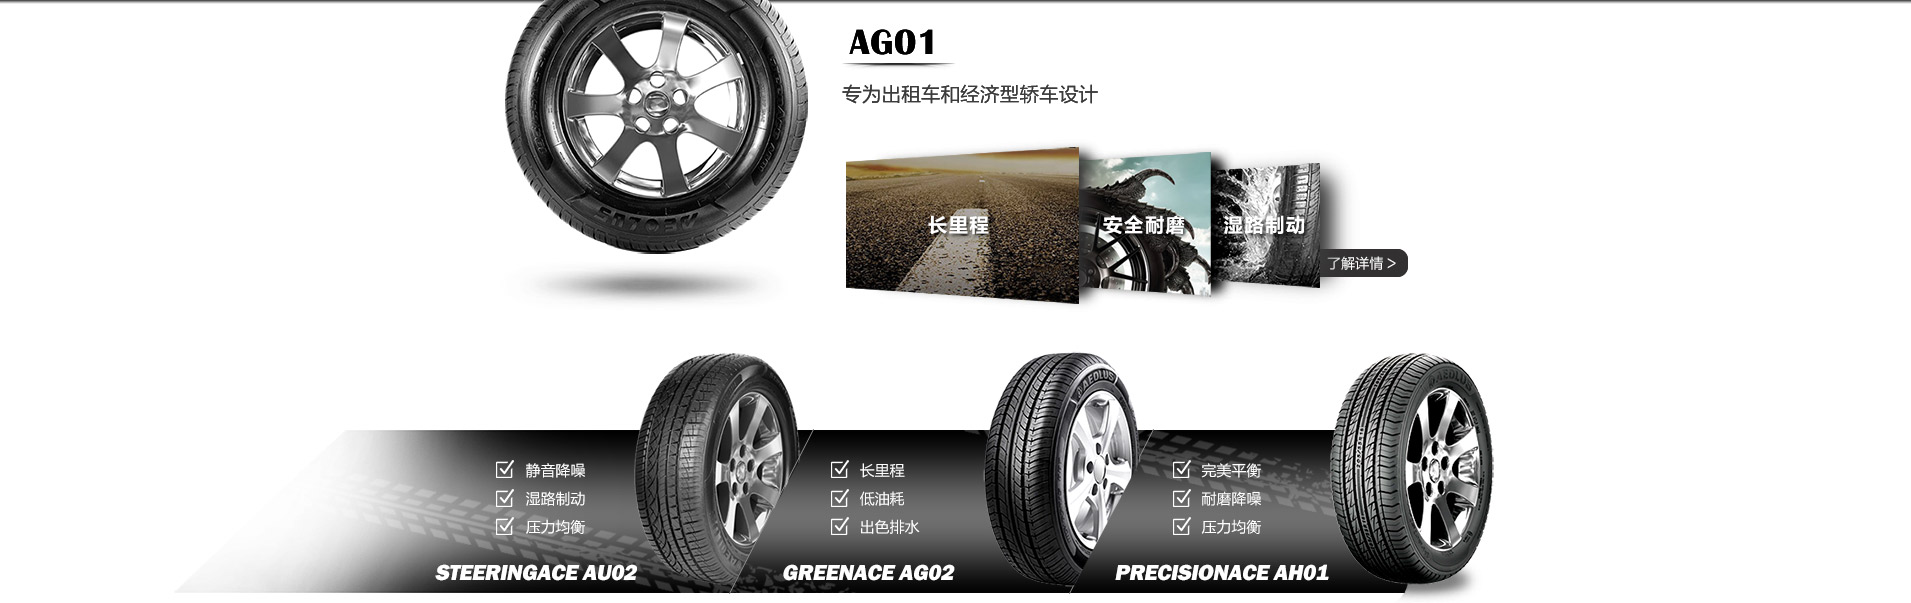 AG01
专为出租车和经济型轿车设计
AEOLUS
长里程
安全耐磨
湿路制动
了解详情 >
静音降噪
湿路制动
压力均衡
STEERINGACE AU02
AEOLUS
长里程
低油耗
出色排水
GREENACE AG02
AEOLUS
完美平衡
耐磨降噪
压力均衡
PRECISIONACE AH01